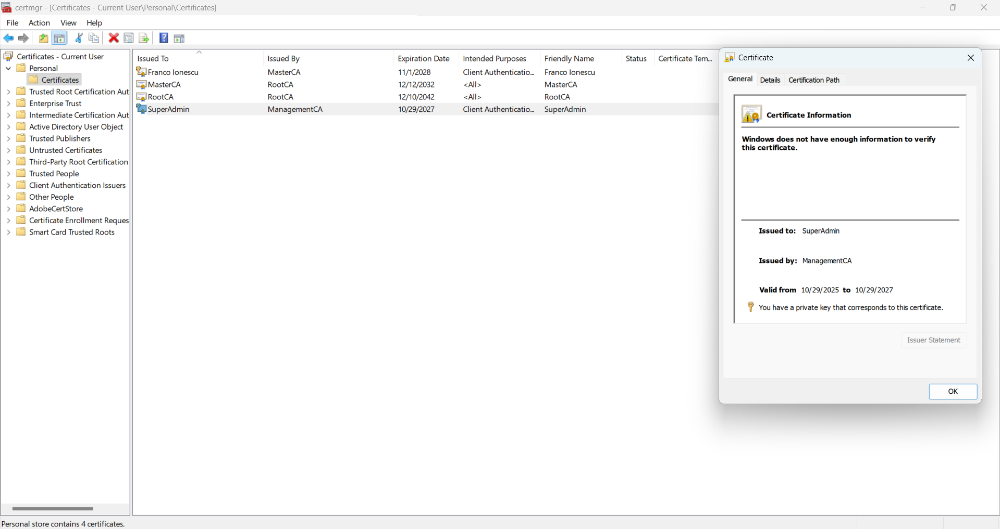 certmgr - [Certificates - Current User\Personal\Certificates]
File Action View Help
Certificates - Current User
Personal
Certificates
Trusted Root Certification Aut
Enterprise Trust
Intermediate Certification Aut
Active Directory User Object
Trusted Publishers
Untrusted Certificates
Third-Party Root Certification
Trusted People
Client Authentication Issuers
Other People
AdobeCertStore
Certificate Enrollment Reques
Smart Card Trusted Roots
Issued To Issued By Expiration Date Intended Purposes Friendly Name Status Certificate Tem...
Franco Ionescu MasterCA 11/1/2028 Client Authenticatio... Franco Ionescu
MasterCA RootCA 12/12/2032 <All> MasterCA
RootCA RootCA 12/10/2042 <All> RootCA
SuperAdmin ManagementCA 10/29/2027 Client Authenticatio... SuperAdmin
Certificate
General Details Certification Path
Certificate Information
Windows does not have enough information to verify
this certificate.
Issued to: SuperAdmin
Issued by: ManagementCA
Valid from 10/29/2025 to 10/29/2027
You have a private key that corresponds to this certificate.
Issuer Statement
OK
Personal store contains 4 certificates.